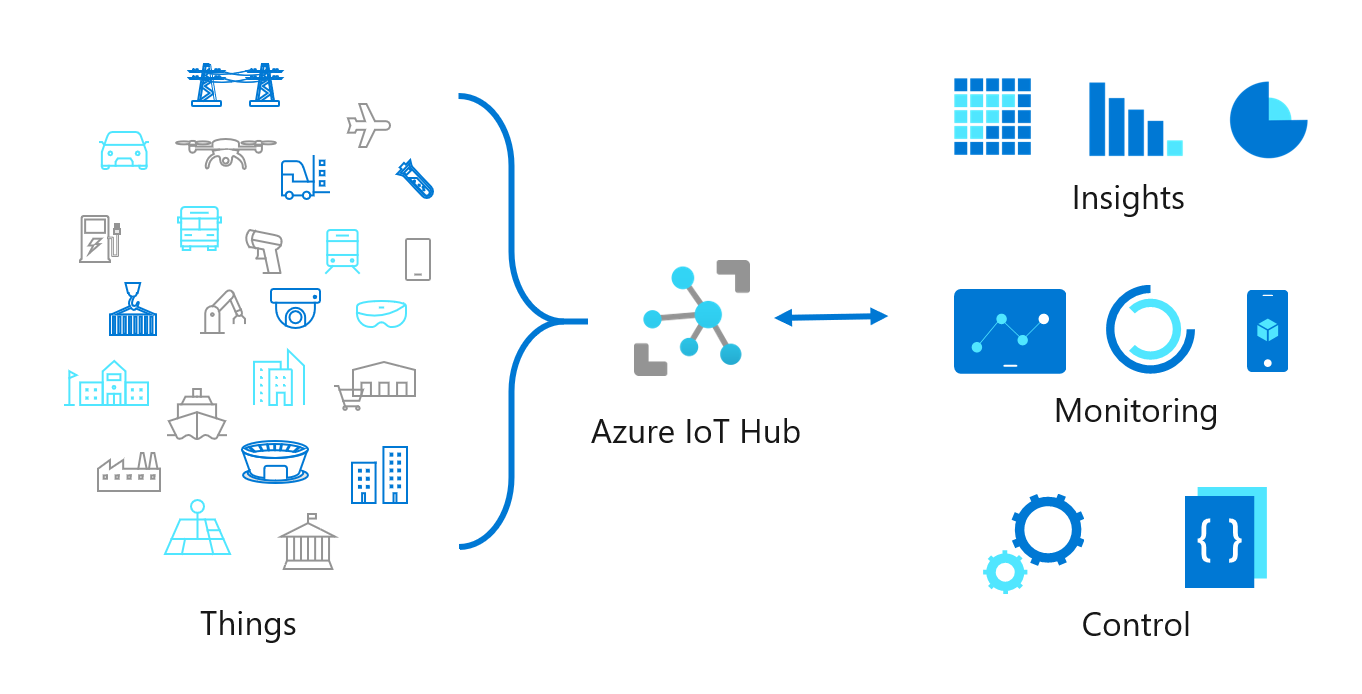 Insights
Monitoring
Azure IoT Hub
{ }
Things
Control